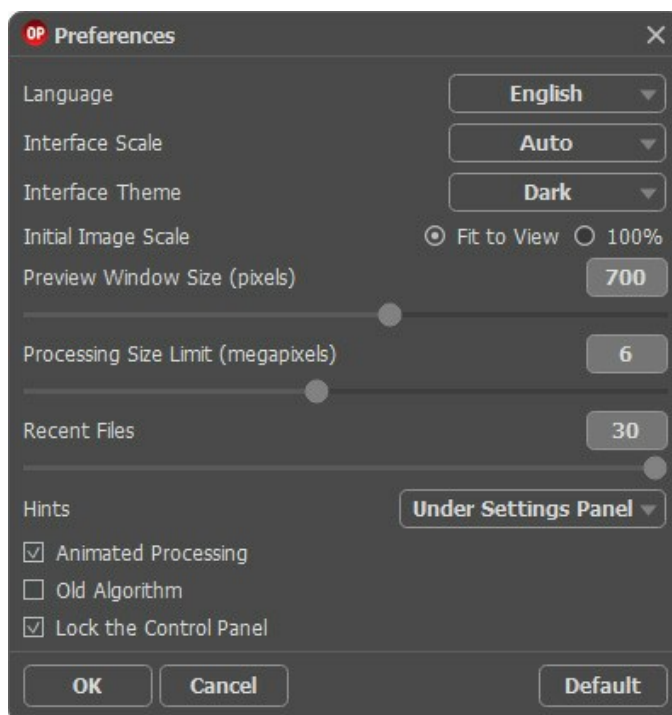 OP Preferences
Language English
Interface Scale Auto
Interface Theme Dark
Initial Image Scale Fit to View 100%
Preview Window Size (pixels) 700
Processing Size Limit (megapixels) 6
Recent Files 30
Hints Under Settings Panel
Animated Processing
Old Algorithm
Lock the Control Panel
OK Cancel Default